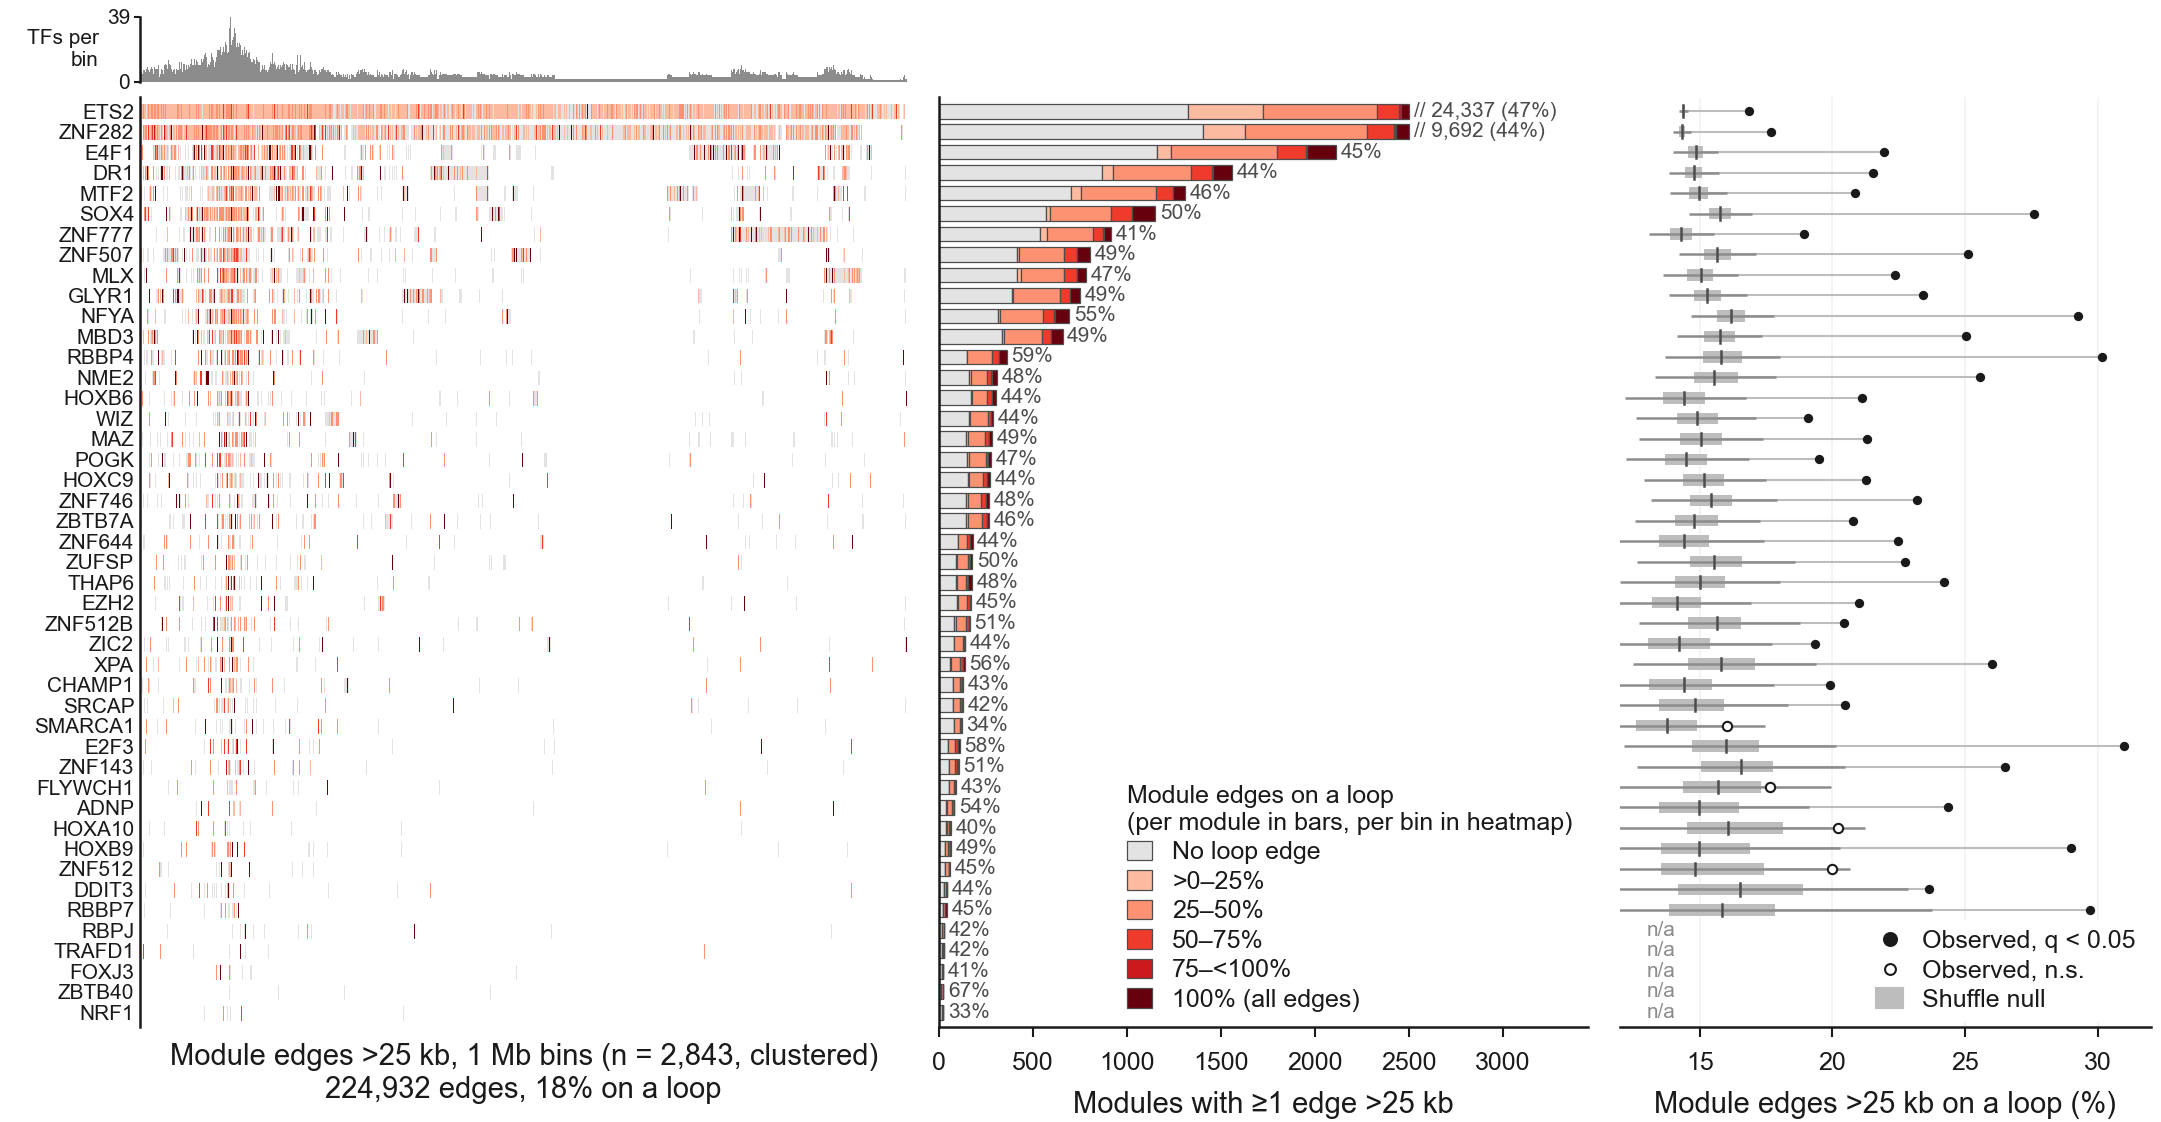 39
TFs per
bin
0
ETS2
ZNF282
E4F1
DR1
MTF2
SOX4
ZNF777
ZNF507
MLX
GLYR1
NFYA
MBD3
RBBP4
NME2
HOXB6
WIZ
MAZ
POGK
HOXC9
ZNF746
ZBTB7A
ZNF644
ZUFSP
THAP6
EZH2
ZNF512B
ZIC2
XPA
CHAMP1
SRCAP
SMARCA1
E2F3
ZNF143
FLYWCH1
ADNP
HOXA10
HOXB9
ZNF512
DDIT3
RBBP7
RBPJ
TRAFD1
FOXJ3
ZBTB40
NRF1
Module edges >25 kb, 1 Mb bins (n = 2,843, clustered)
224,932 edges, 18% on a loop
// 24,337 (47%)
// 9,692 (44%)
45%
44%
46%
50%
41%
49%
47%
49%
55%
49%
59%
48%
44%
44%
49%
47%
44%
48%
46%
44%
50%
48%
45%
51%
44%
56%
43%
42%
34%
58%
51%
43%
54%
40%
49%
45%
44%
45%
42%
42%
41%
67%
33%
Module edges on a loop
(per module in bars, per bin in heatmap)
No loop edge
>0–25%
25–50%
50–75%
75–<100%
100% (all edges)
0 500 1000 1500 2000 2500 3000
Modules with ≥1 edge >25 kb
n/a
n/a
n/a
n/a
n/a
Observed, q < 0.05
Observed, n.s.
Shuffle null
15 20 25 30
Module edges >25 kb on a loop (%)